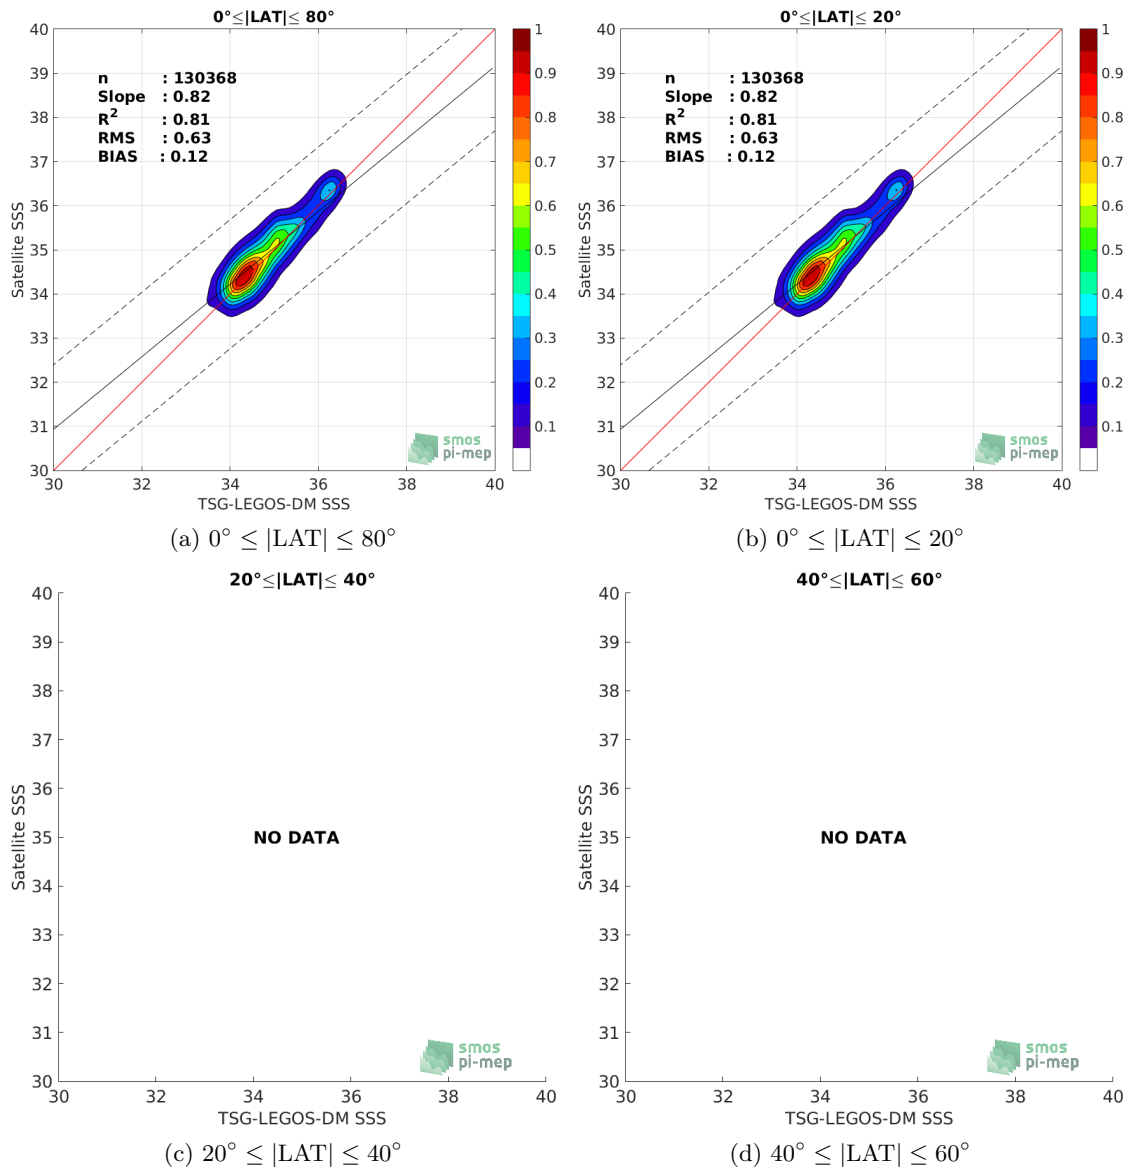 0°≤|LAT|≤ 80°
40
39
38
37
36
35
34
33
32
31
30
Satellite SSS
n : 130368
Slope : 0.82
R2 : 0.81
RMS : 0.63
BIAS : 0.12
1
0.9
0.8
0.7
0.6
0.5
0.4
0.3
0.2
0.1
smos
pi-mep
30 32 34 36 38 40
TSG-LEGOS-DM SSS
(a) 0° ≤ |LAT| ≤ 80°
0°≤|LAT|≤ 20°
40
39
38
37
36
35
34
33
32
31
30
Satellite SSS
n : 130368
Slope : 0.82
R2 : 0.81
RMS : 0.63
BIAS : 0.12
1
0.9
0.8
0.7
0.6
0.5
0.4
0.3
0.2
0.1
smos
pi-mep
30 32 34 36 38 40
TSG-LEGOS-DM SSS
(b) 0° ≤ |LAT| ≤ 20°
20°≤|LAT|≤ 40°
40
39
38
37
36
35
34
33
32
31
30
Satellite SSS
NO DATA
smos
pi-mep
30 32 34 36 38 40
TSG-LEGOS-DM SSS
(c) 20° ≤ |LAT| ≤ 40°
40°≤|LAT|≤ 60°
40
39
38
37
36
35
34
33
32
31
30
Satellite SSS
NO DATA
smos
pi-mep
30 32 34 36 38 40
TSG-LEGOS-DM SSS
(d) 40° ≤ |LAT| ≤ 60°